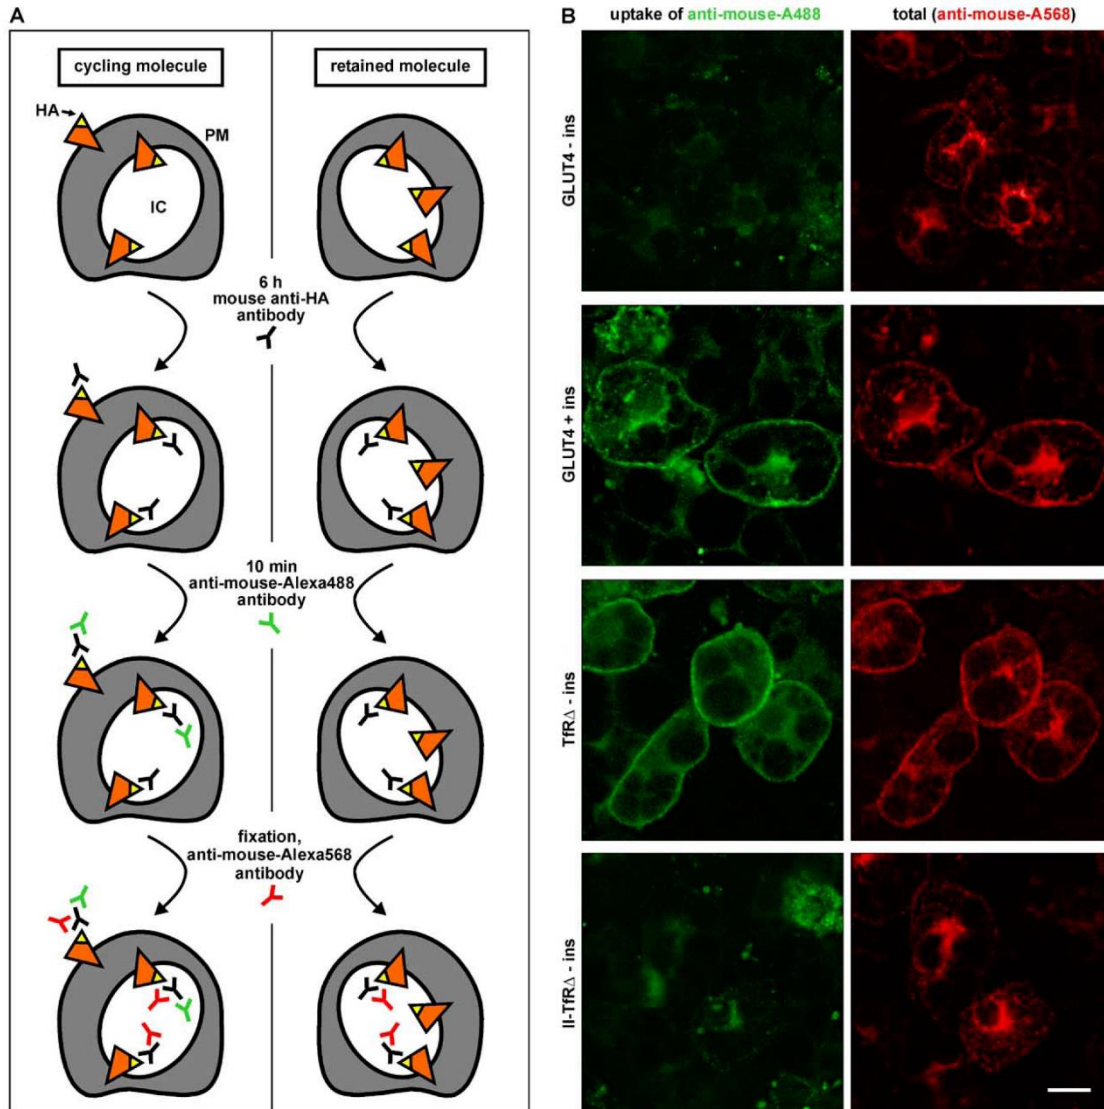 A
cycling molecule
retained molecule
HA
PM
IC
6 h
mouse anti-HA
antibody
10 min
anti-mouse-Alexa488
antibody
fixation,
anti-mouse-Alexa568
antibody
B
uptake of anti-mouse-A488
total (anti-mouse-A568)
GLUT4 - ins
GLUT4 + ins
TfRΔ - ins
II-TfRΔ - ins